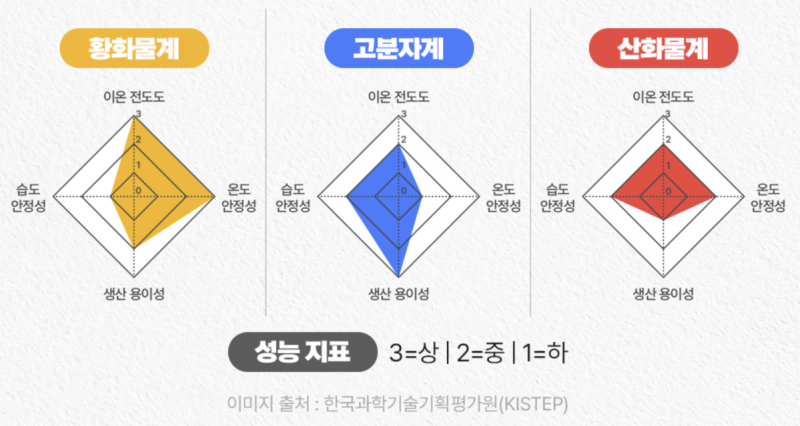 황화물계
이온 전도도
3
2
1
0
습도
안정성
온도
안정성
생산 용이성
고분자계
이온 전도도
3
2
1
0
습도
안정성
온도
안정성
생산 용이성
산화물계
이온 전도도
3
2
1
0
습도
안정성
온도
안정성
생산 용이성
성능 지표 3=상 | 2=중 | 1=하
이미지 출처 : 한국과학기술기획평가원(KISTEP)